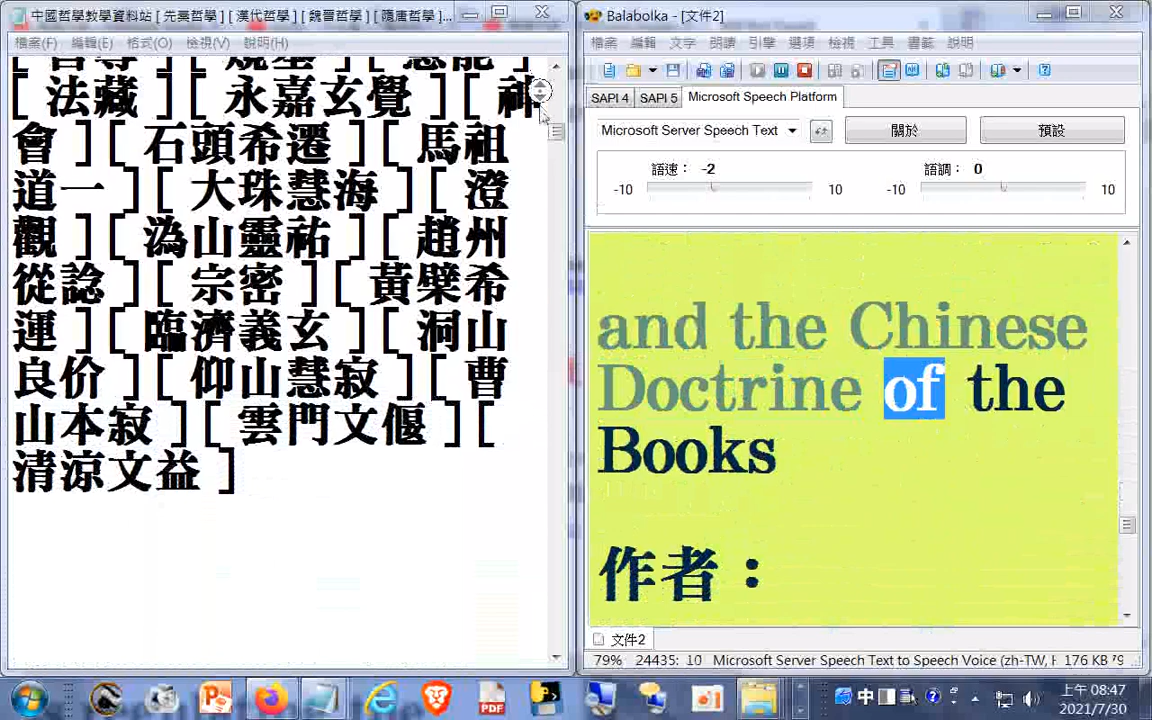 中國哲學教學資料站 [ 先秦哲學 ] [ 漢代哲學 ] [ 魏晉哲學 ] [ 隋唐哲學 ]...
檔案(F) 編輯(E) 格式(O) 檢視(V) 說明(H)
[ 法藏 ][ 永嘉玄覺 ][ 神
會 ][ 石頭希遷 ][ 馬祖
道一 ][ 大珠慧海 ][ 澄
觀 ][ 溈山靈祐 ][ 趙州
從諗 ][ 宗密 ][ 黃檗希
運 ][ 臨濟義玄 ][ 洞山
良价 ][ 仰山慧寂 ][ 曹
山本寂 ][ 雲門文偃 ][
清涼文益 ]
Balabolka - [文件2]
檔案 編輯 文字 朗讀 引擎 選項 檢視 工具 書籤 說明
SAPI 4 SAPI 5 Microsoft Speech Platform
Microsoft Server Speech Text 關於 預設
語速： -2 語調： 0
-10 10 -10 10
and the Chinese
Doctrine of the
Books
作者：
文件2
79% 24435: 10 Microsoft Server Speech Text to Speech Voice (zh-TW, 176 KB
中
上午 08:47
2021/7/30